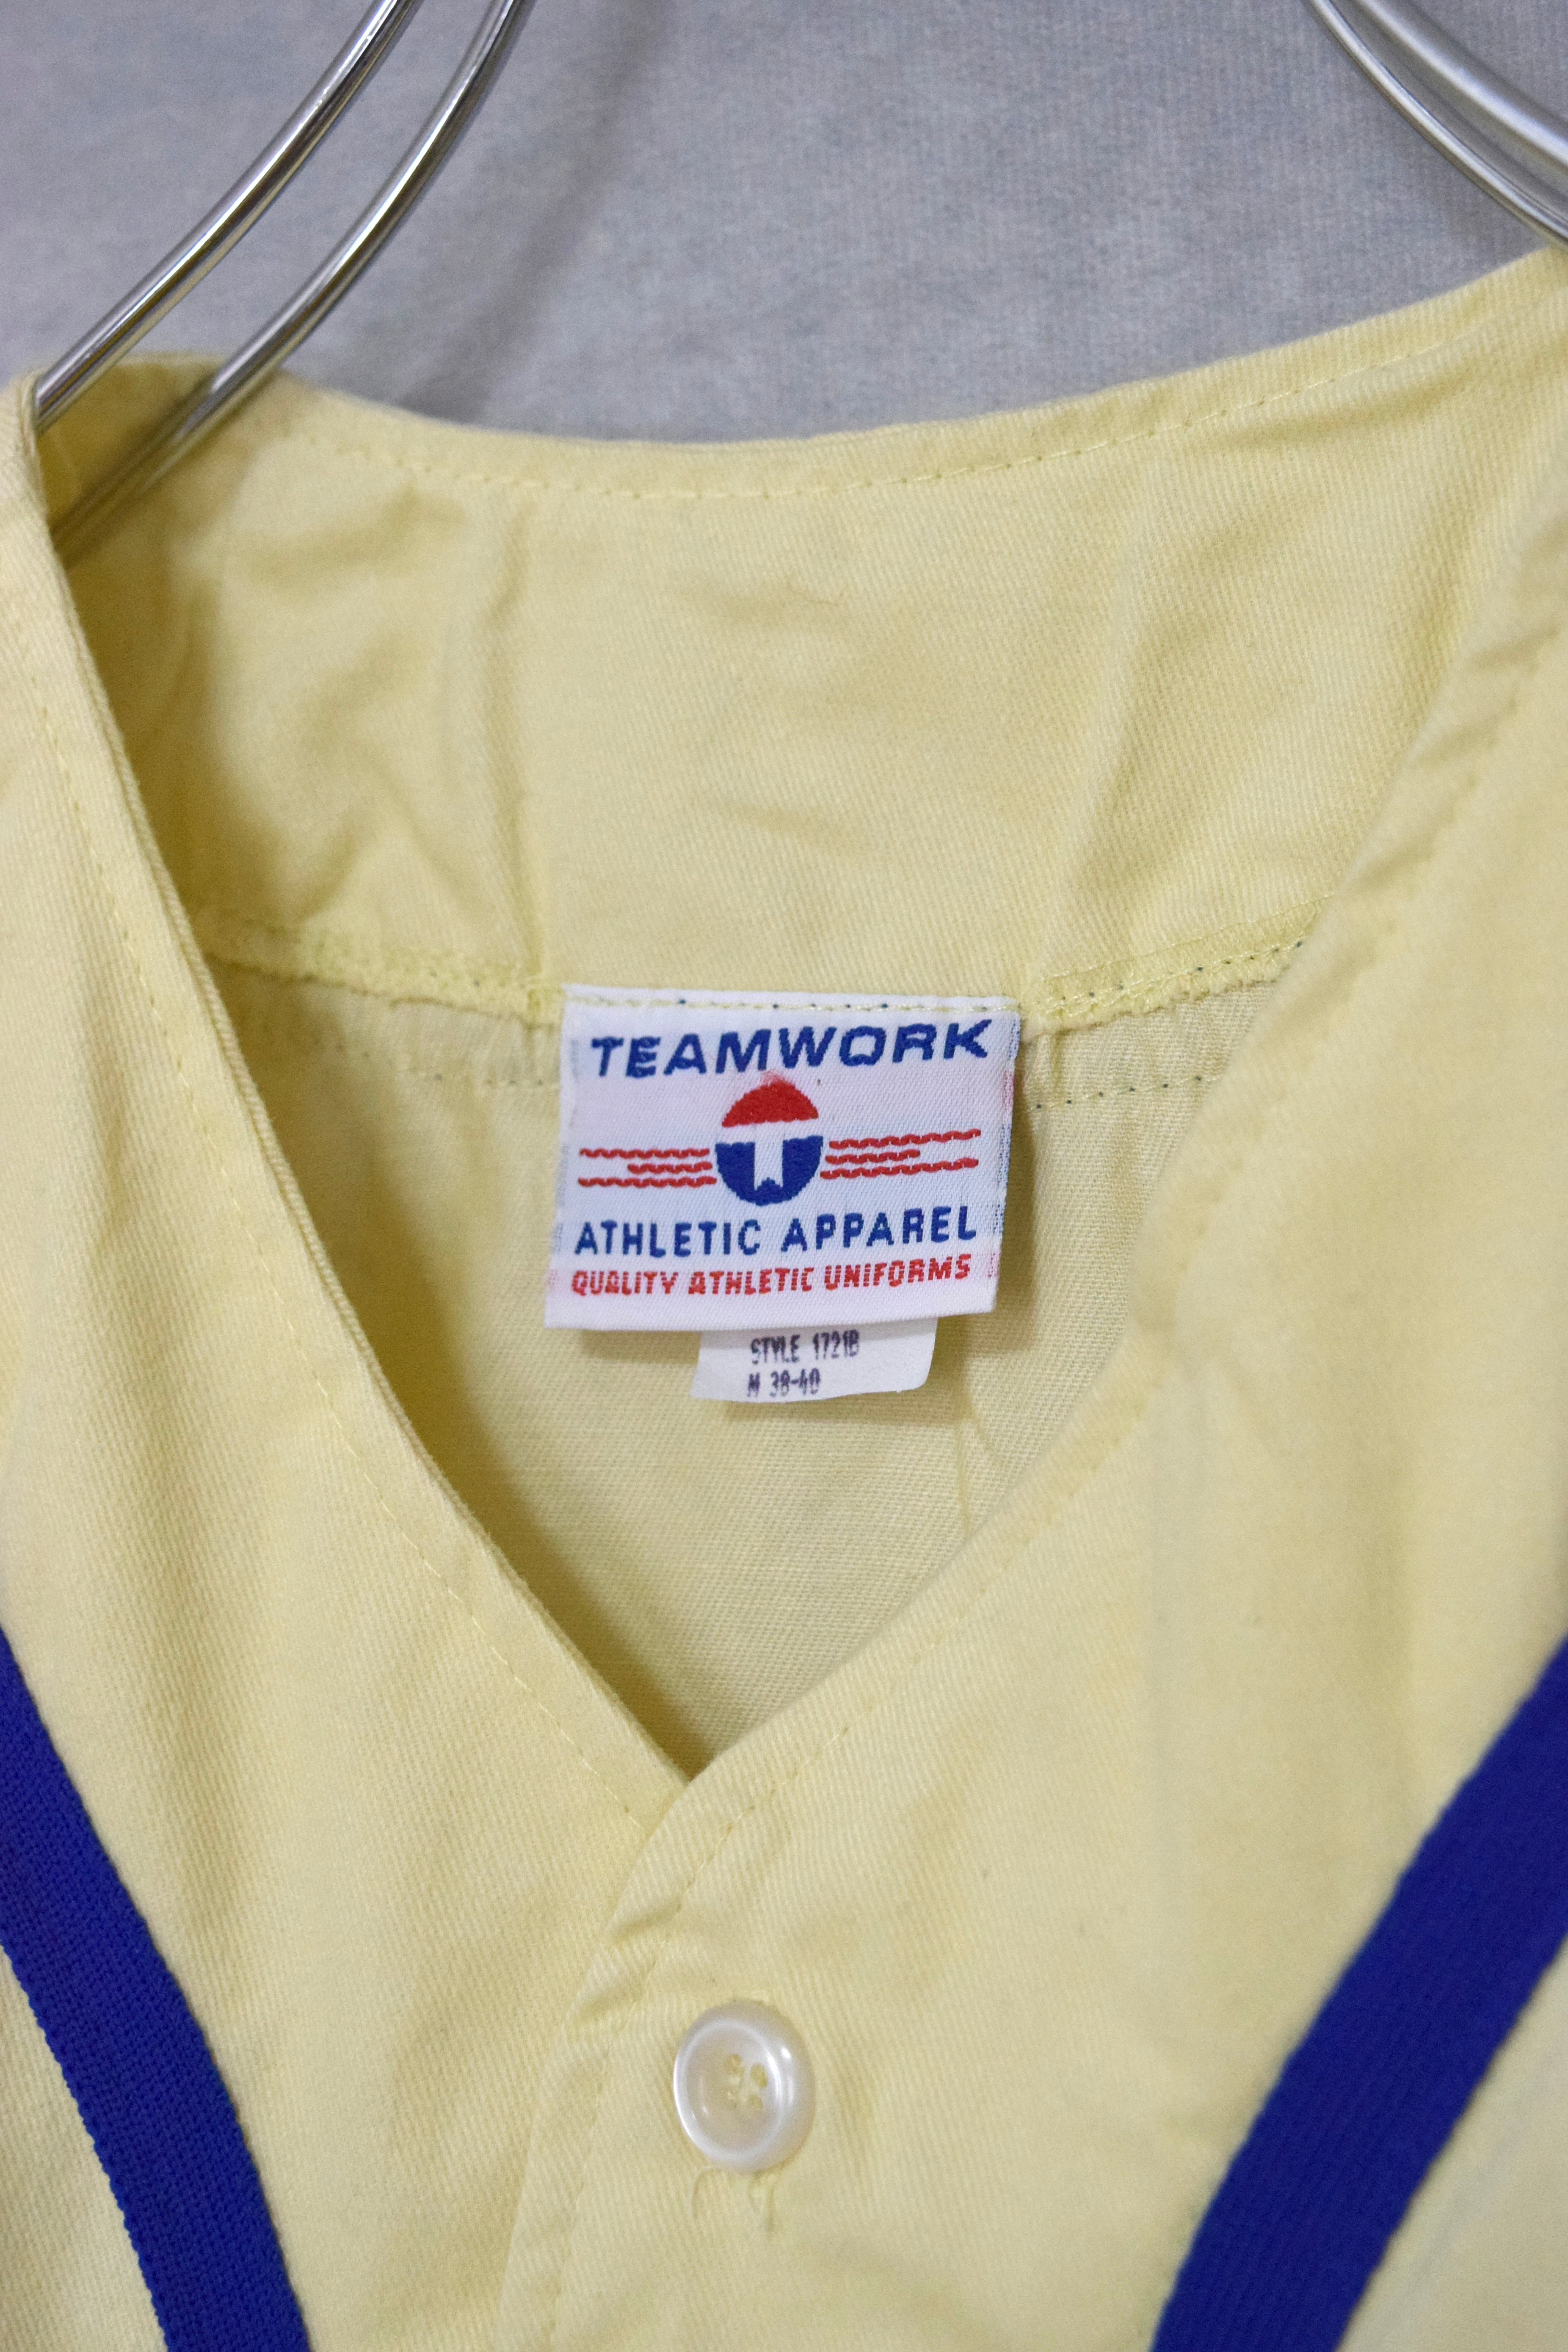 TEAMWORK
ATHLETIC APPAREL
QUALITY ATHLETIC UNIFORMS
STYLE 1721B
M 38-40